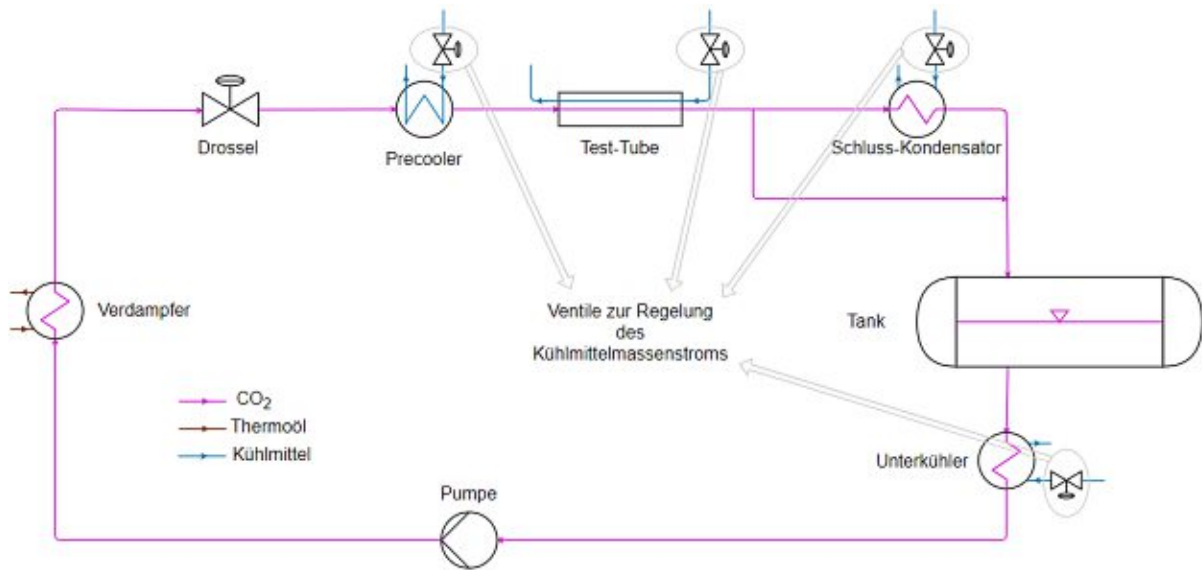 Drossel
Precooler
Test-Tube
Schluss-Kondensator
Verdampfer
Ventile zur Regelung
des
Kühlmittelmassenstroms
Tank
CO₂
Thermoöl
Kühlmittel
Unterkühler
Pumpe